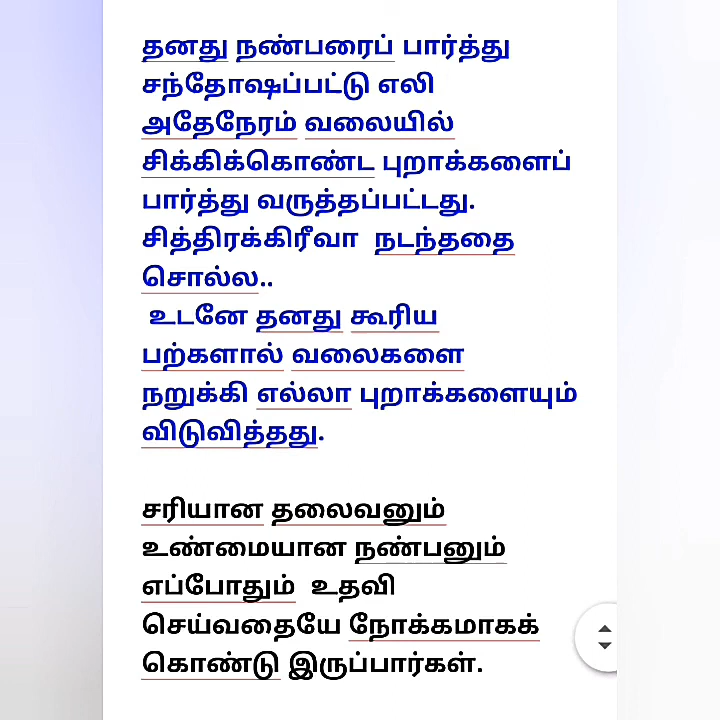 தனது நண்பரைப் பார்த்து
சந்தோஷப்பட்டு எலி
அதேநேரம் வலையில்
சிக்கிக்கொண்ட புறாக்களைப்
பார்த்து வருத்தப்பட்டது.
சித்திரக்கிரீவா நடந்ததை
சொல்ல..
உடனே தனது கூரிய
பற்களால் வலைகளை
நறுக்கி எல்லா புறாக்களையும்
விடுவித்தது.
சரியான தலைவனும்
உண்மையான நண்பனும்
எப்போதும் உதவி
செய்வதையே நோக்கமாகக்
கொண்டு இருப்பார்கள்.